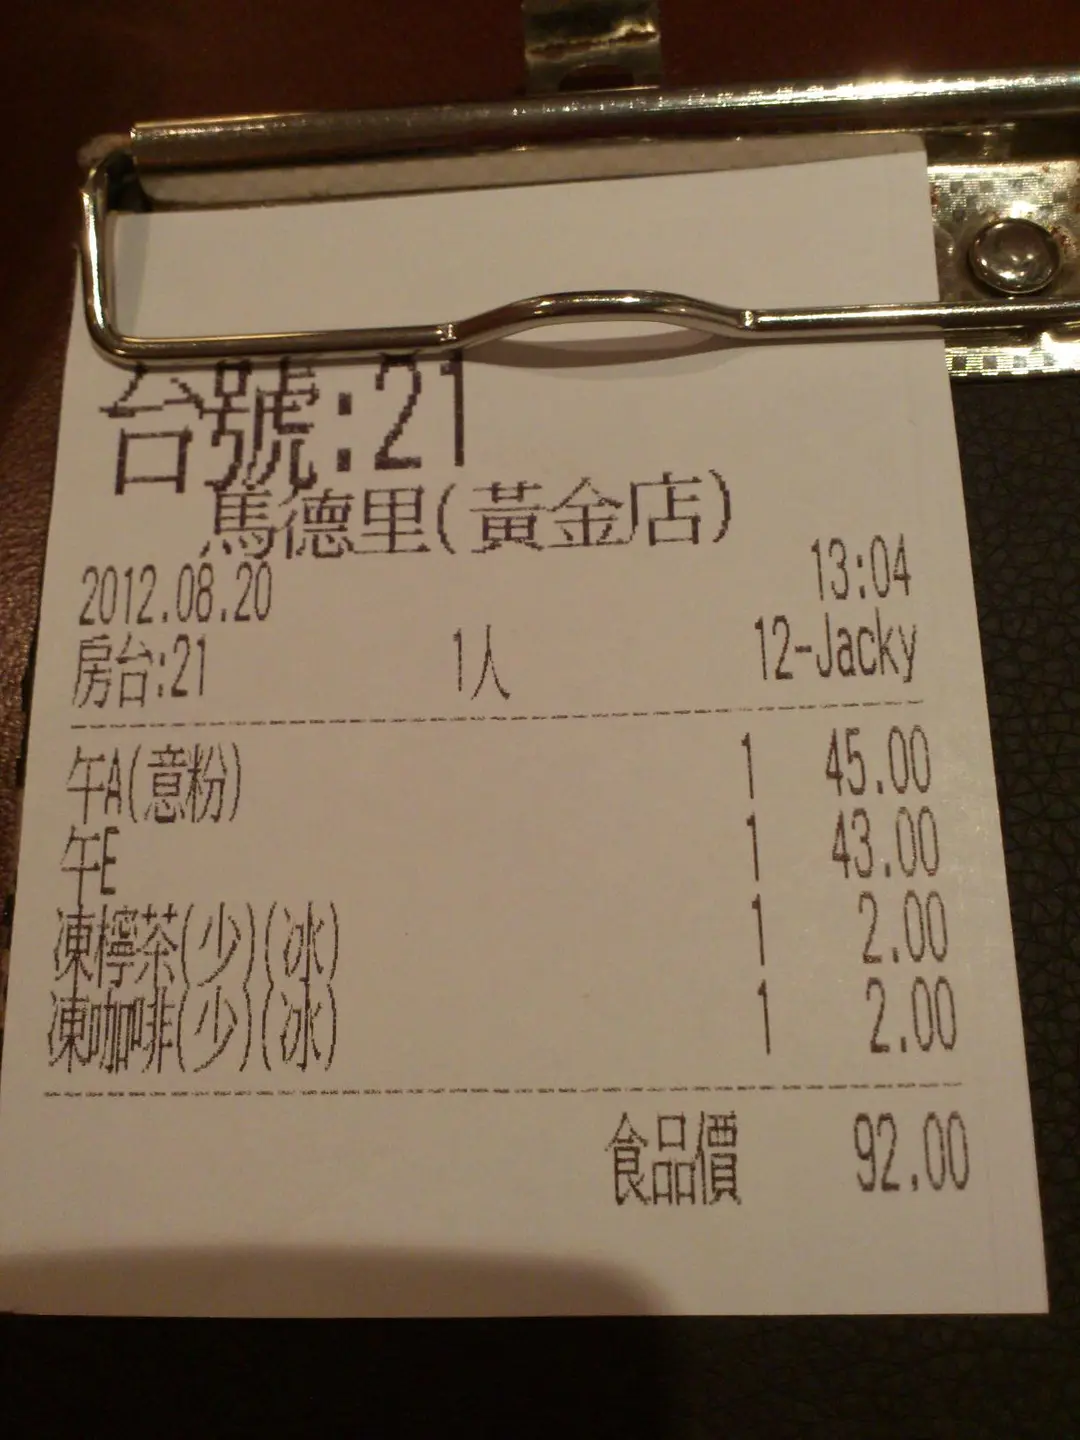 台號:21
馬德里(黃金店)
2012.08.20 13:04
房台:21 1人 12-Jacky
午A(意粉) 1 45.00
午E 1 43.00
凍檸茶(少)(冰) 1 2.00
凍咖啡(少)(冰) 1 2.00
食品價 92.00